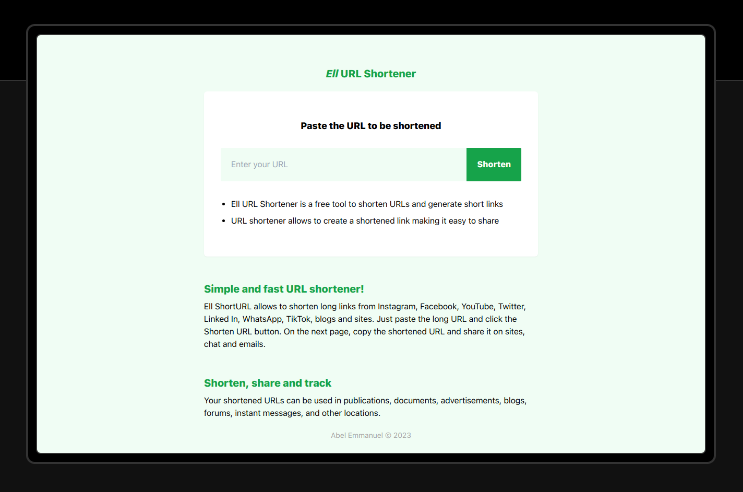 Ell URL Shortener
Paste the URL to be shortened
Enter your URL
Shorten
Ell URL Shortener is a free tool to shorten URLs and generate short links
URL shortener allows to create a shortened link making it easy to share
Simple and fast URL shortener!
Ell ShortURL allows to shorten long links from Instagram, Facebook, YouTube, Twitter,
Linked In, WhatsApp, TikTok, blogs and sites. Just paste the long URL and click the
Shorten URL button. On the next page, copy the shortened URL and share it on sites,
chat and emails.
Shorten, share and track
Your shortened URLs can be used in publications, documents, advertisements, blogs,
forums, instant messages, and other locations.
Abel Emmanuel © 2023